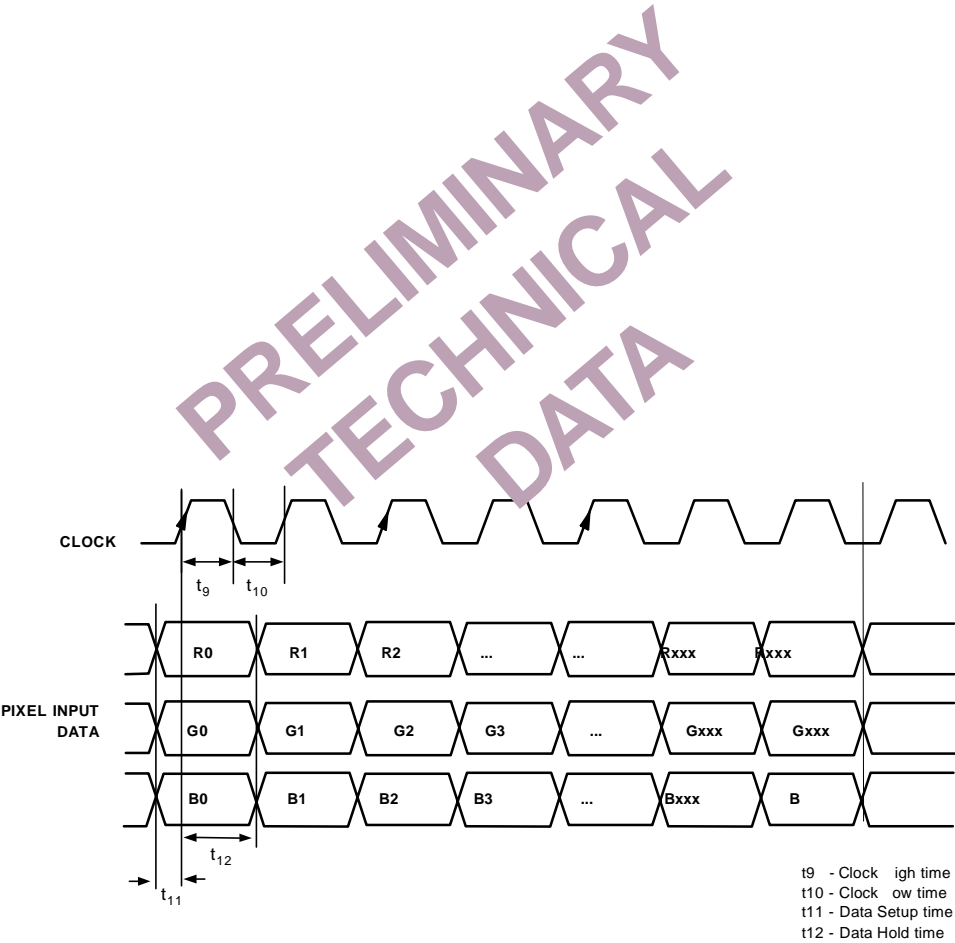 PRELIMINARY
TECHNICAL
DATA
CLOCK
t9 t10
R0 R1 R2 ... ... Rxxx Rxxx
PIXEL INPUT
DATA
G0 G1 G2 G3 ... Gxxx Gxxx
B0 B1 B2 B3 ... Bxxx B
t12
t11
t9 - Clock igh time
t10 - Clock ow time
t11 - Data Setup time
t12 - Data Hold time